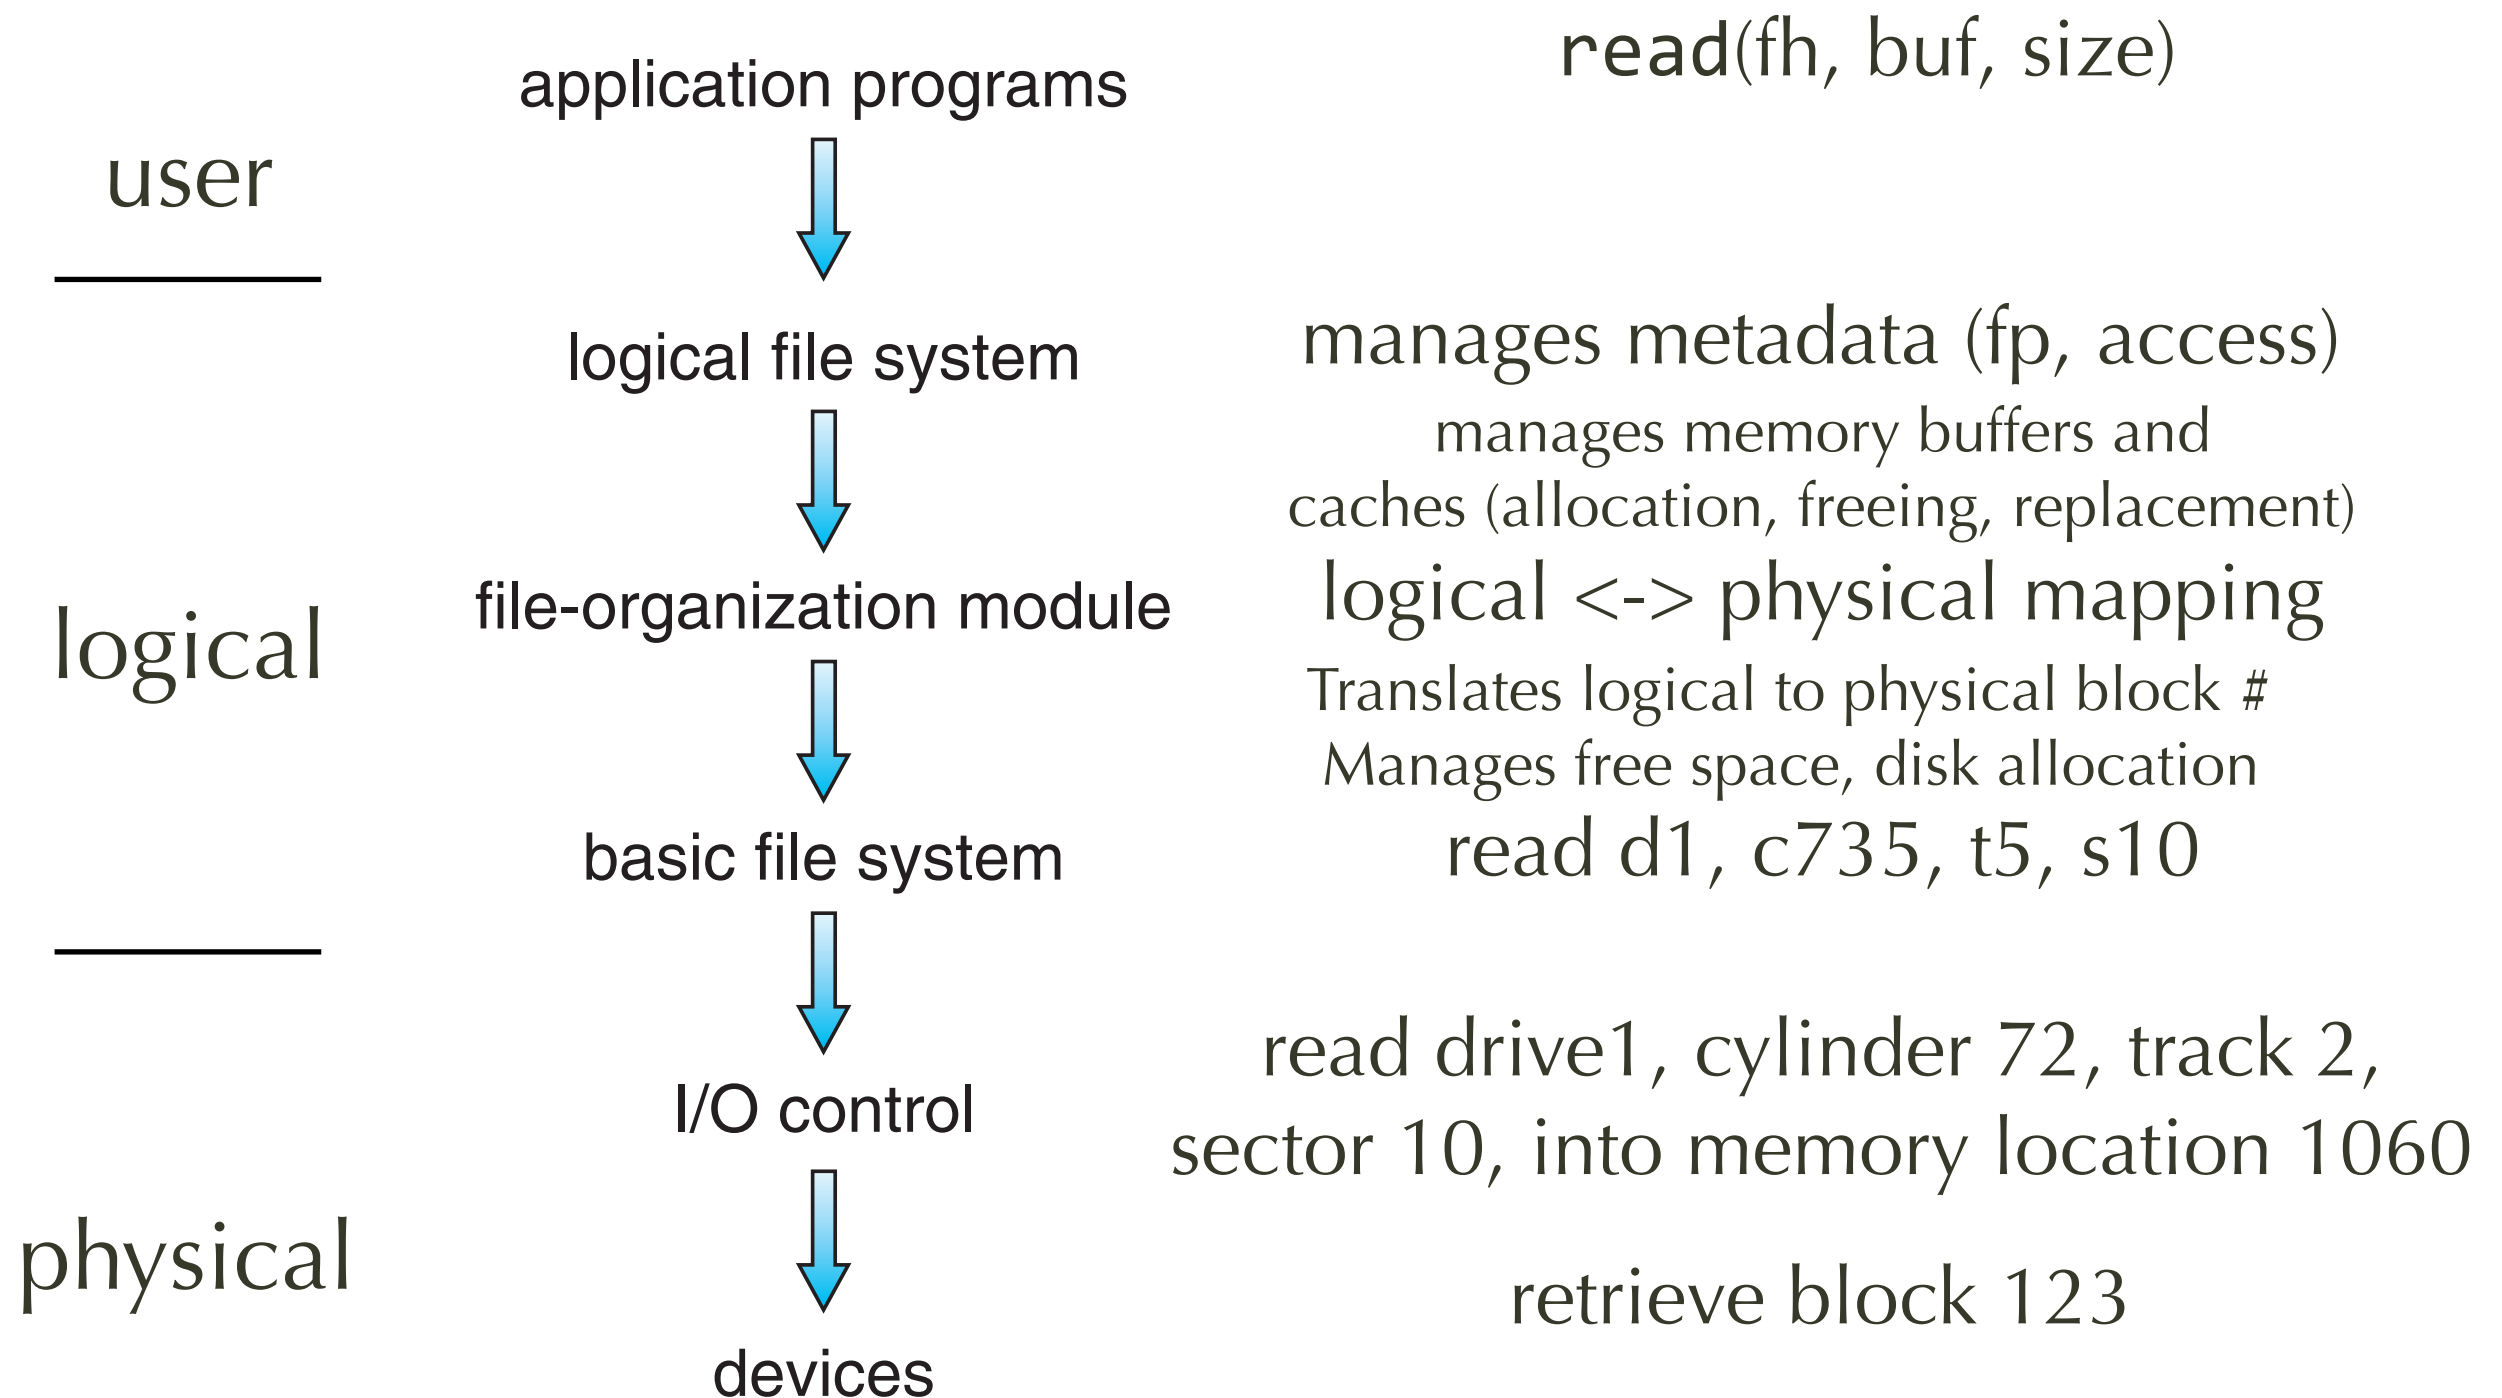 application programs
read(fh, buf, size)
user
logical file system
manages metadata (fp, access)
manages memory buffers and
caches (allocation, freeing, replacement)
file-organization module
logical <-> physical mapping
logical
Translates logical to physical block #
Manages free space, disk allocation
basic file system
read d1, c735, t5, s10
read drive1, cylinder 72, track 2,
sector 10, into memory location 1060
I/O control
physical
retrieve block 123
devices